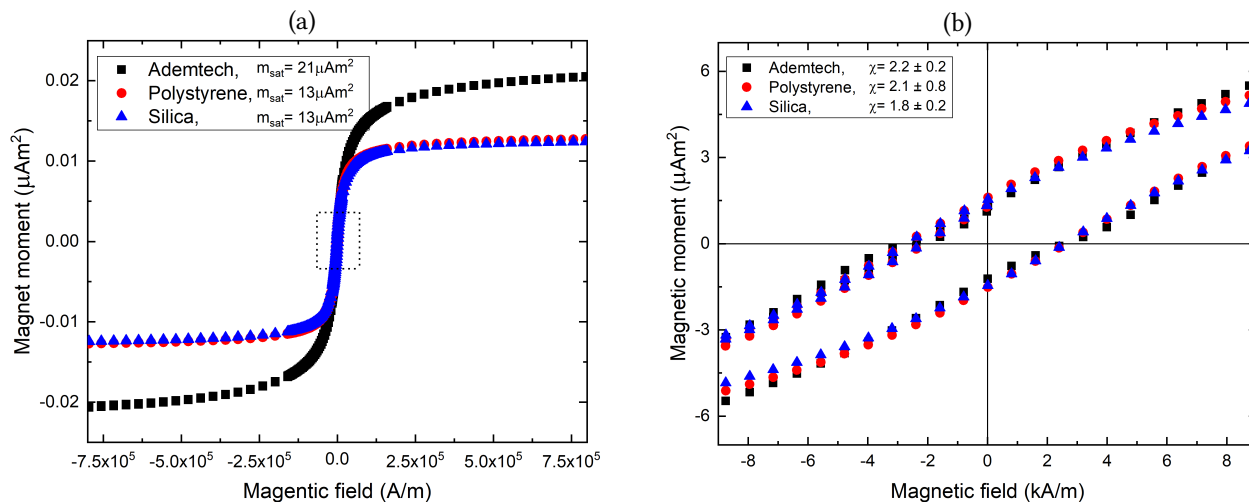 (a)
Ademtech, m_sat= 21μAm²
Polystyrene, m_sat= 13μAm²
Silica, m_sat= 13μAm²
0.02
0.01
0.00
-0.01
-0.02
Magnet moment (μAm²)
-7.5x10⁵ -5.0x10⁵ -2.5x10⁵ 0.0 2.5x10⁵ 5.0x10⁵ 7.5x10⁵
Magentic field (A/m)
(b)
Ademtech, χ= 2.2 ± 0.2
Polystyrene, χ= 2.1 ± 0.8
Silica, χ= 1.8 ± 0.2
6
3
0
-3
-6
Magnetic moment (μAm²)
-8 -6 -4 -2 0 2 4 6 8
Magnetic field (kA/m)